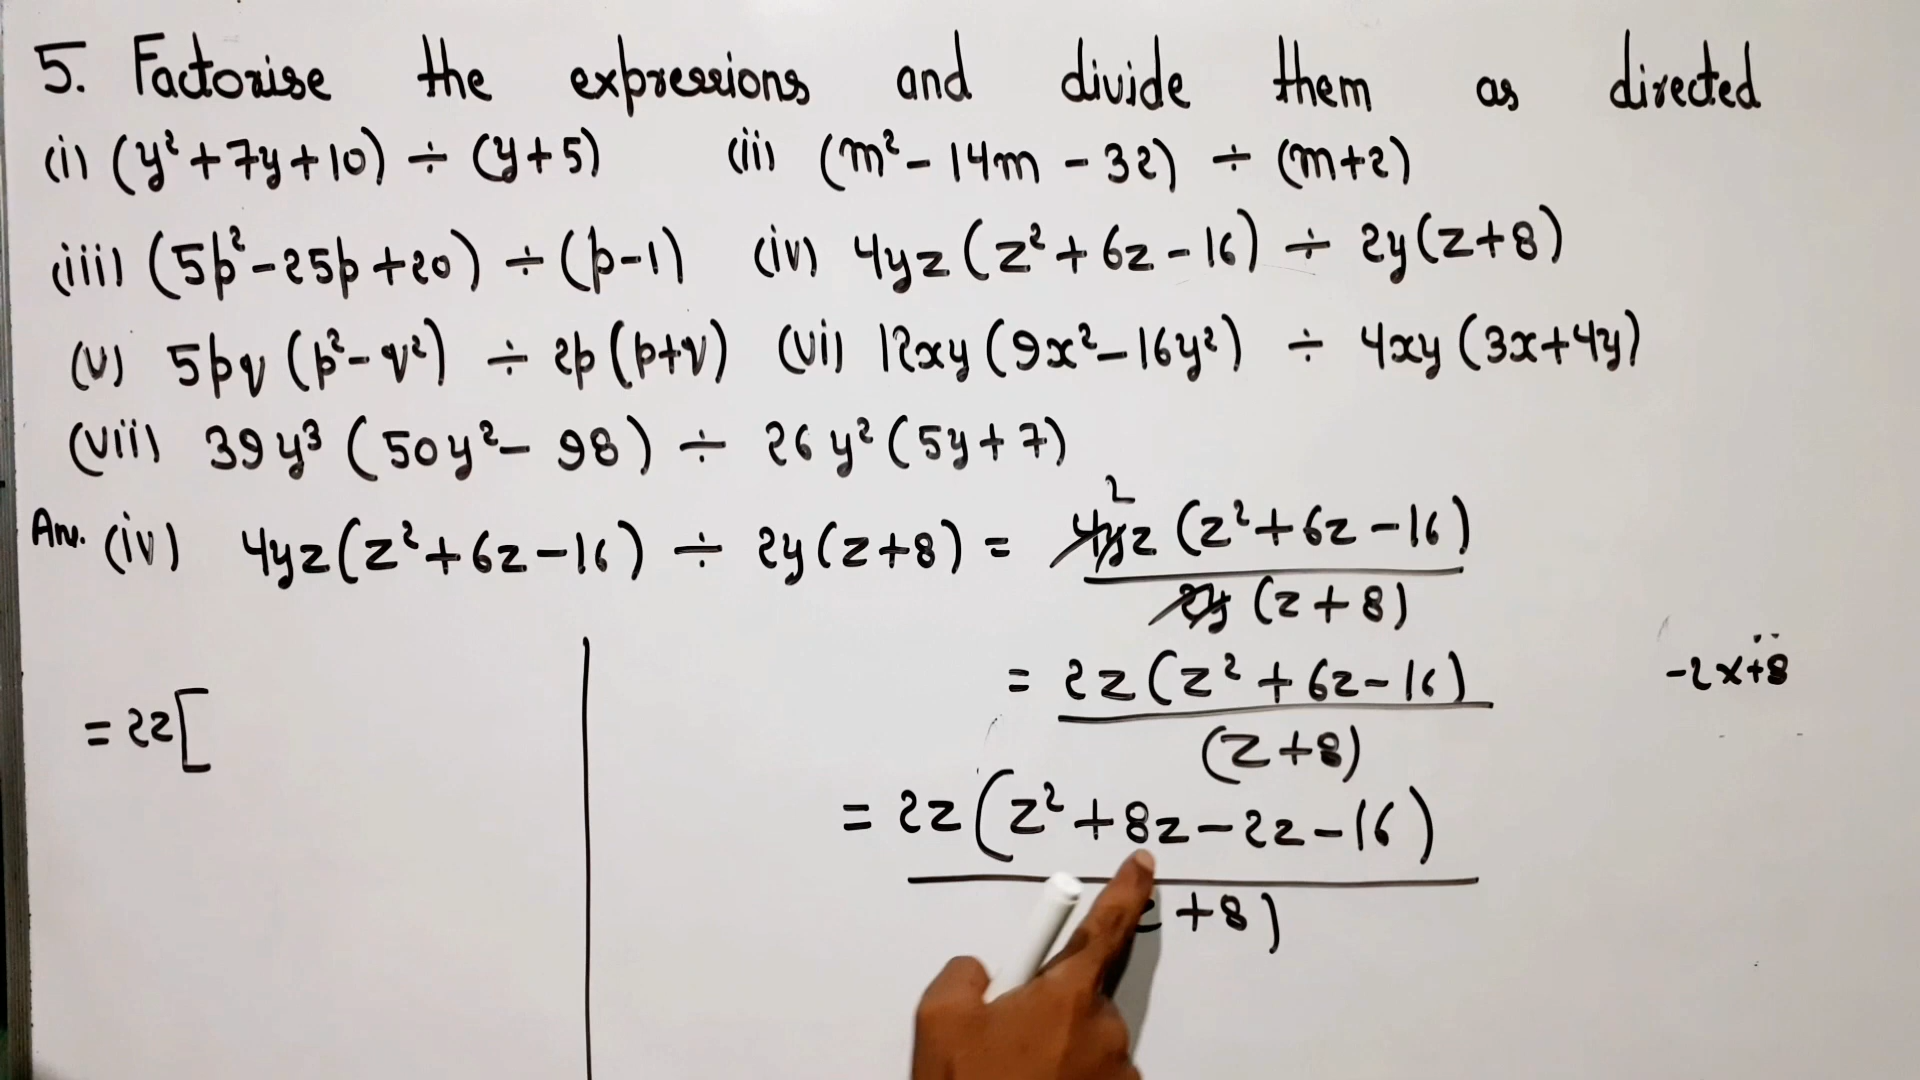 5. Factorise the expressions and divide them as directed
(i) (y²+7y+10) ÷ (y+5) (ii) (m²-14m-32) ÷ (m+2)
(iii) (5p²-25p+20) ÷ (p-1) (iv) 4yz(z²+6z-16) ÷ 2y(z+8)
(v) 5pq(p²-q²) ÷ 2p(p+q) (vi) 12xy(9x²-16y²) ÷ 4xy(3x+4y)
(vii) 39y³(50y²-98) ÷ 26y²(5y+7)
2
Ans. (iv) 4yz(z²+6z-16) ÷ 2y(z+8) = 4yz(z²+6z-16)
2y(z+8)
= 2z(z²+6z-16)
(z+8)
-2x+8
= 2z[
= 2z(z²+8z-2z-16)
z+8)